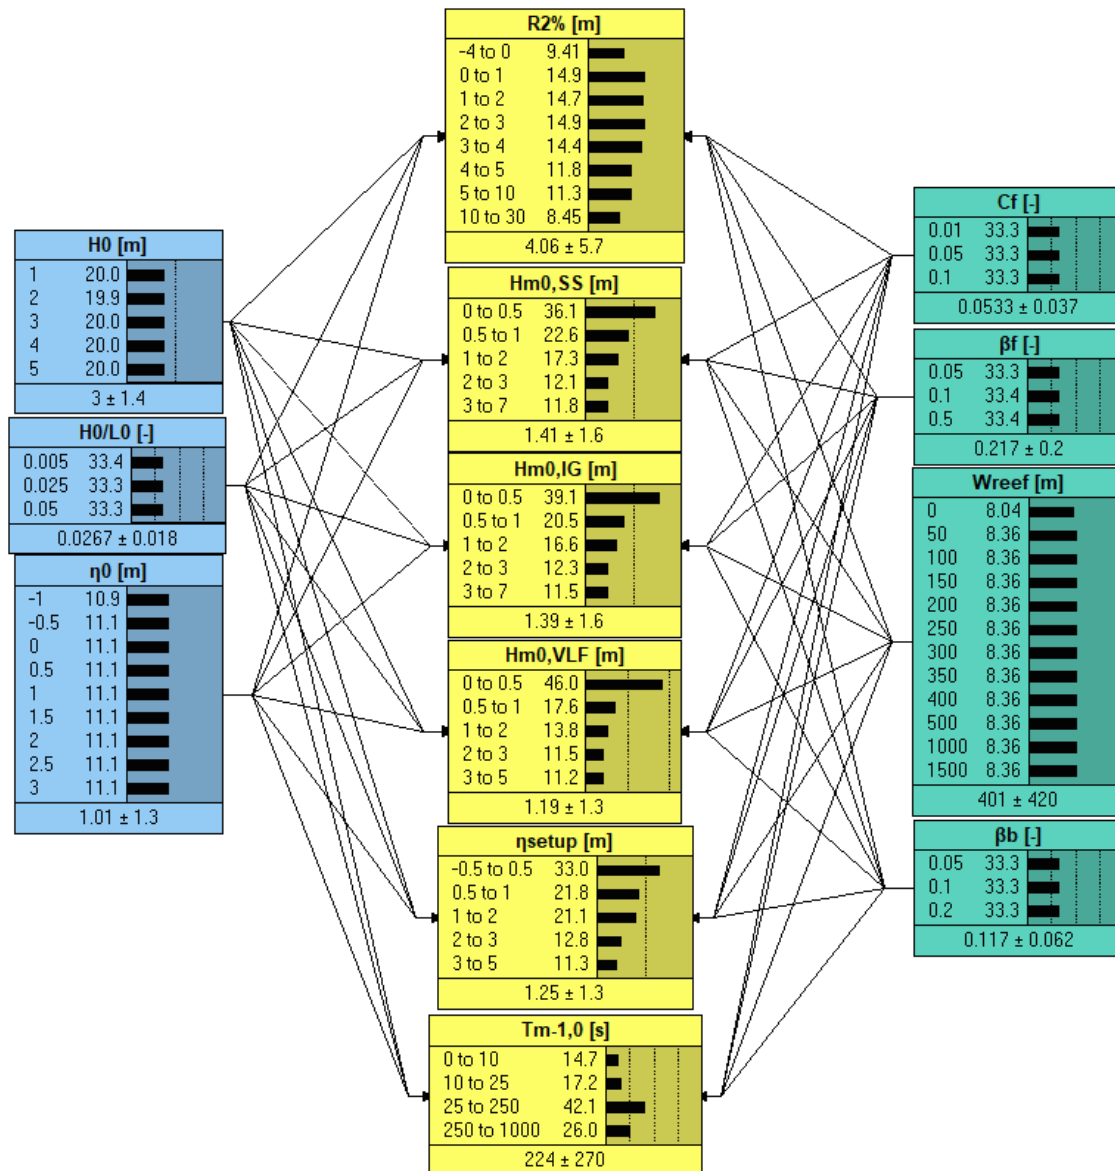 R2% [m]
-4 to 0 9.41
0 to 1 14.9
1 to 2 14.7
2 to 3 14.9
3 to 4 14.4
4 to 5 11.8
5 to 10 11.3
10 to 30 8.45
4.06 ± 5.7
H0 [m]
1 20.0
2 19.9
3 20.0
4 20.0
5 20.0
3 ± 1.4
H0/L0 [-]
0.005 33.4
0.025 33.3
0.05 33.3
0.0267 ± 0.018
η0 [m]
-1 10.9
-0.5 11.1
0 11.1
0.5 11.1
1 11.1
1.5 11.1
2 11.1
2.5 11.1
3 11.1
1.01 ± 1.3
Hm0,SS [m]
0 to 0.5 36.1
0.5 to 1 22.6
1 to 2 17.3
2 to 3 12.1
3 to 7 11.8
1.41 ± 1.6
Hm0,IG [m]
0 to 0.5 39.1
0.5 to 1 20.5
1 to 2 16.6
2 to 3 12.3
3 to 7 11.5
1.39 ± 1.6
Hm0,VLF [m]
0 to 0.5 46.0
0.5 to 1 17.6
1 to 2 13.8
2 to 3 11.5
3 to 5 11.2
1.19 ± 1.3
ηsetup [m]
-0.5 to 0.5 33.0
0.5 to 1 21.8
1 to 2 21.1
2 to 3 12.8
3 to 5 11.3
1.25 ± 1.3
Tm-1,0 [s]
0 to 10 14.7
10 to 25 17.2
25 to 250 42.1
250 to 1000 26.0
224 ± 270
Cf [-]
0.01 33.3
0.05 33.3
0.1 33.3
0.0533 ± 0.037
βf [-]
0.05 33.3
0.1 33.4
0.5 33.4
0.217 ± 0.2
Wreef [m]
0 8.04
50 8.36
100 8.36
150 8.36
200 8.36
250 8.36
300 8.36
350 8.36
400 8.36
500 8.36
1000 8.36
1500 8.36
401 ± 420
βb [-]
0.05 33.3
0.1 33.3
0.2 33.3
0.117 ± 0.062